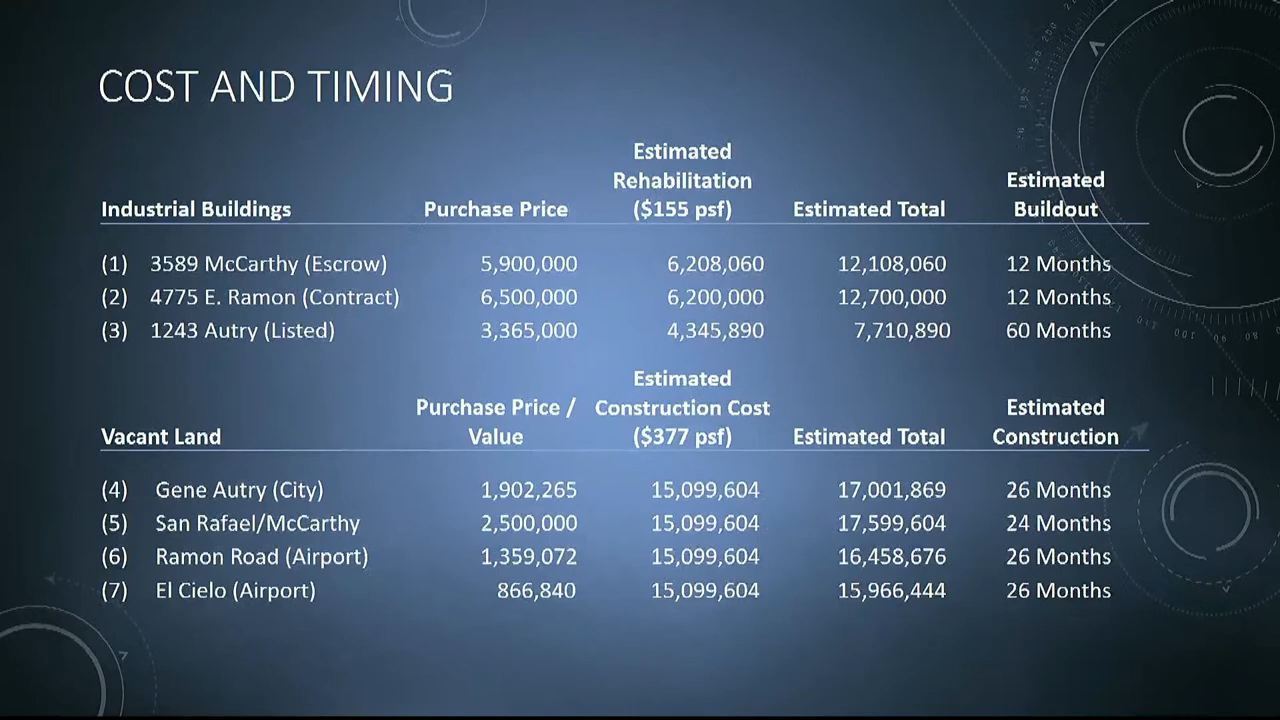 COST AND TIMING
Industrial Buildings Purchase Price Estimated Rehabilitation ($155 psf) Estimated Total Estimated Buildout
(1) 3589 McCarthy (Escrow) 5,900,000 6,208,060 12,108,060 12 Months
(2) 4775 E. Ramon (Contract) 6,500,000 6,200,000 12,700,000 12 Months
(3) 1243 Autry (Listed) 3,365,000 4,345,890 7,710,890 60 Months
Vacant Land Purchase Price / Value Estimated Construction Cost ($377 psf) Estimated Total Estimated Construction
(4) Gene Autry (City) 1,902,265 15,099,604 17,001,869 26 Months
(5) San Rafael/McCarthy 2,500,000 15,099,604 17,599,604 24 Months
(6) Ramon Road (Airport) 1,359,072 15,099,604 16,458,676 26 Months
(7) El Cielo (Airport) 866,840 15,099,604 15,966,444 26 Months